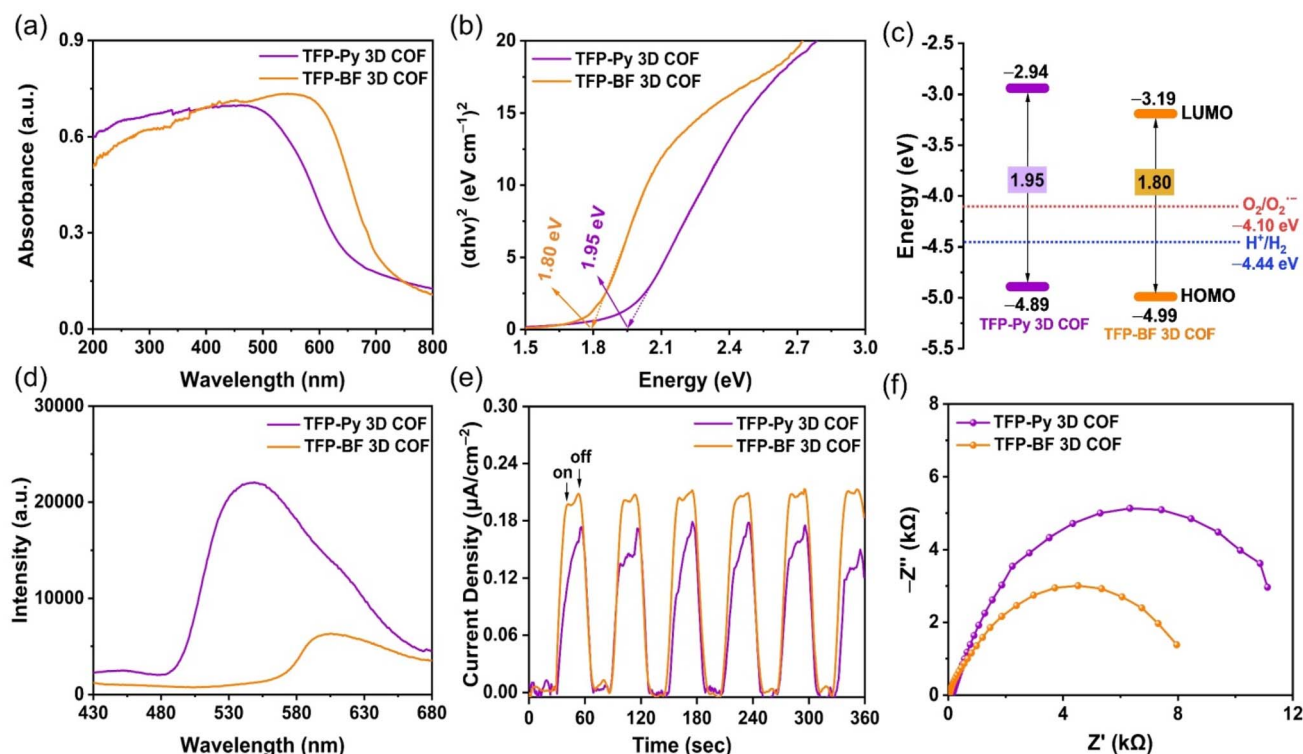 (a)
TFP-Py 3D COF
TFP-BF 3D COF
Absorbance (a.u.)
0.9
0.6
0.3
0.0
200 300 400 500 600 700 800
Wavelength (nm)
(b)
TFP-Py 3D COF
TFP-BF 3D COF
(αhν)² (eV cm⁻¹)²
20
15
10
5
0
1.80 eV
1.95 eV
1.5 1.8 2.1 2.4 2.7 3.0
Energy (eV)
(c)
Energy (eV)
-2.5
-3.0
-3.5
-4.0
-4.5
-5.0
-5.5
−2.94
−3.19
LUMO
1.95
1.80
O₂/O₂•−
−4.10 eV
H⁺/H₂
−4.44 eV
HOMO
−4.89
−4.99
TFP-Py 3D COF
TFP-BF 3D COF
(d)
TFP-Py 3D COF
TFP-BF 3D COF
Intensity (a.u.)
30000
20000
10000
0
430 480 530 580 630 680
Wavelength (nm)
(e)
TFP-Py 3D COF
TFP-BF 3D COF
on off
Current Density (μA/cm⁻²)
0.30
0.24
0.18
0.12
0.06
0.00
0 60 120 180 240 300 360
Time (sec)
(f)
TFP-Py 3D COF
TFP-BF 3D COF
−Z'' (kΩ)
8
6
4
2
0
0 4 8 12
Z' (kΩ)